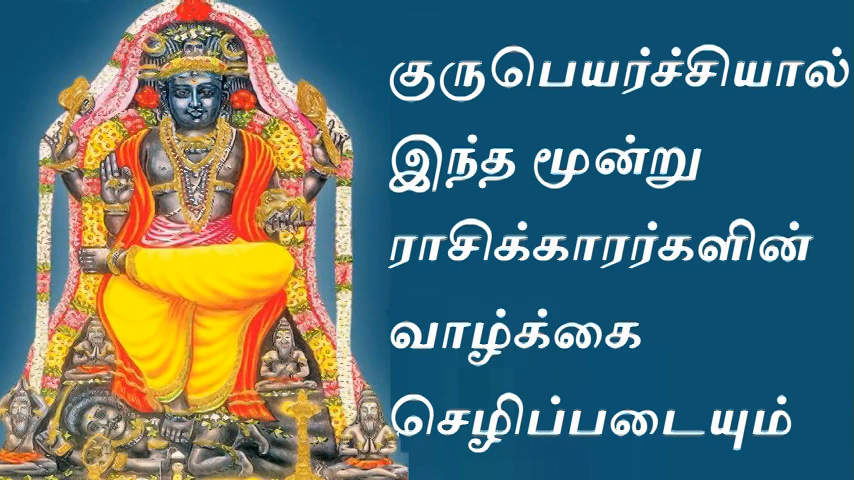 குருபெயர்ச்சியால்
இந்த மூன்று
ராசிக்காரர்களின்
வாழ்க்கை
செழிப்படையும்